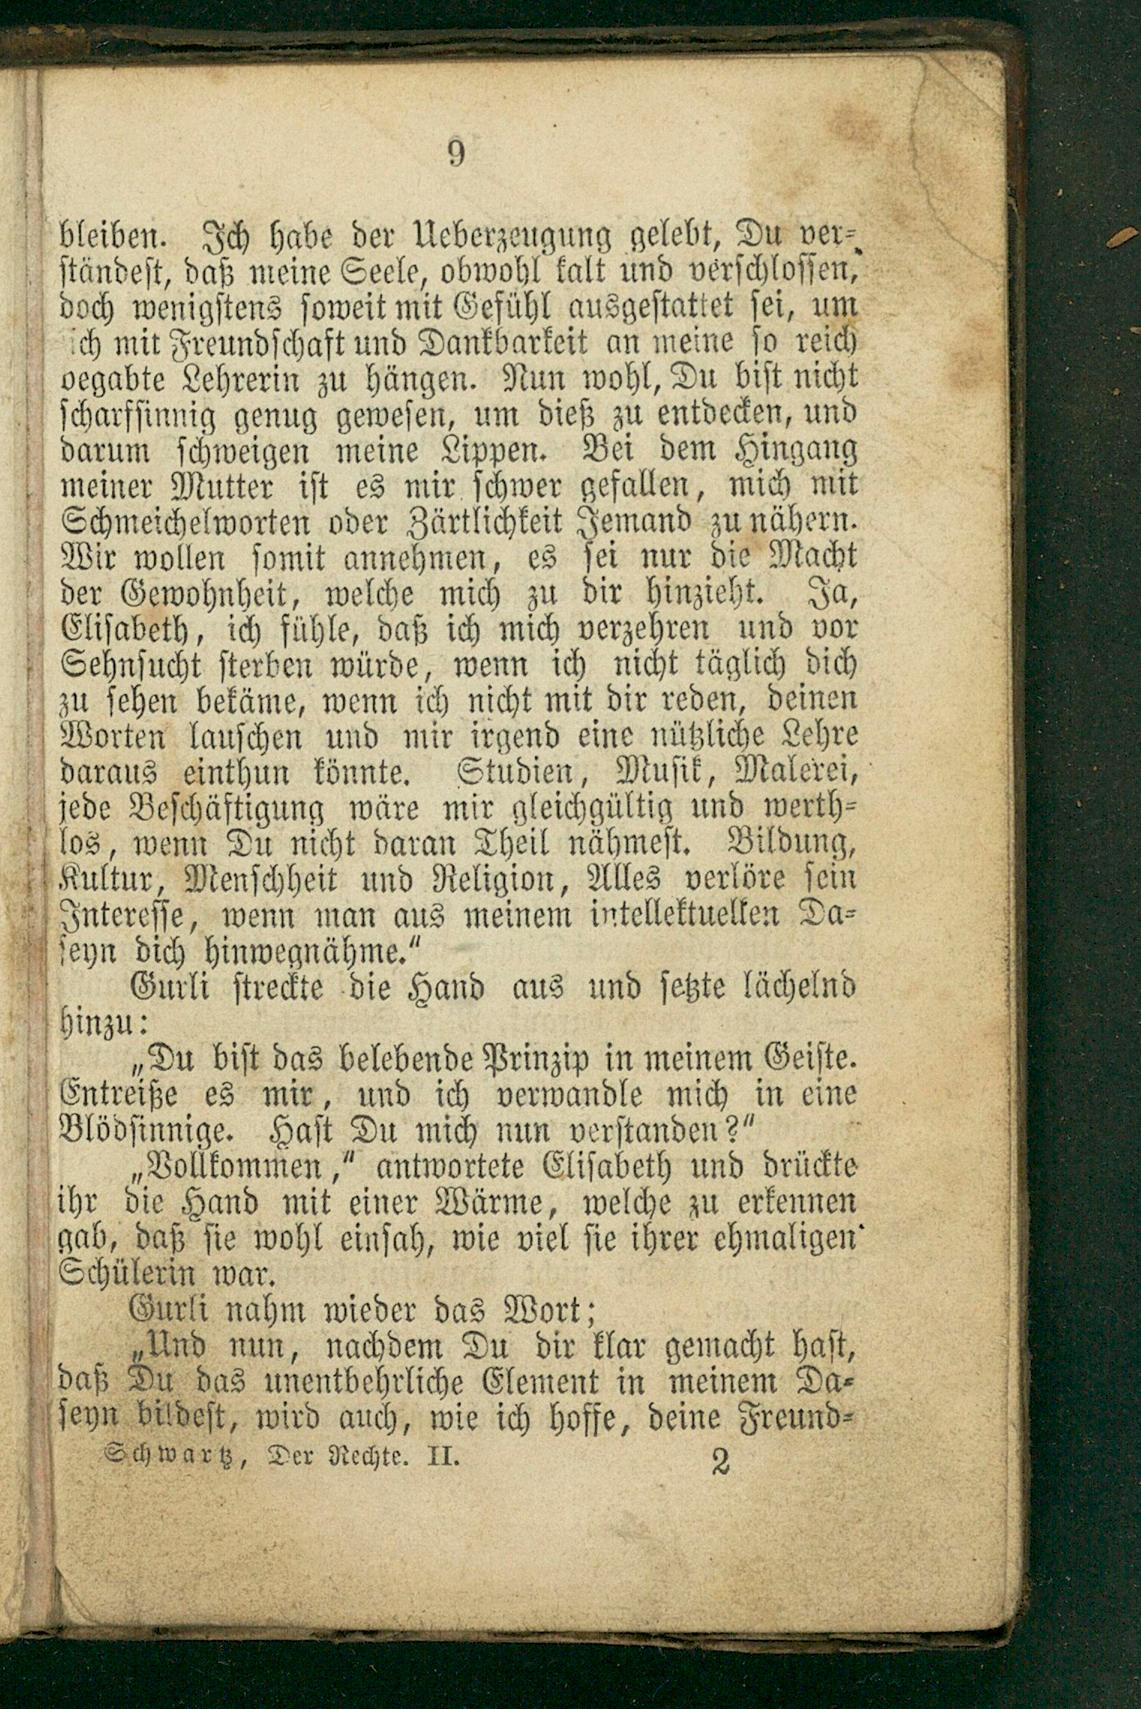 9
bleiben. Ich habe der Ueberzeugung gelebt, Du ver-
ständest, daß meine Seele, obwohl kalt und verschlossen,
doch wenigstens soweit mit Gefühl ausgestattet sei, um
ich mit Freundschaft und Dankbarkeit an meine so reich
begabte Lehrerin zu hängen. Nun wohl, Du bist nicht
scharfsinnig genug gewesen, um dieß zu entdecken, und
darum schweigen meine Lippen. Bei dem Hingang
meiner Mutter ist es mir schwer gefallen, mich mit
Schmeichelworten oder Zärtlichkeit Jemand zu nähern.
Wir wollen somit annehmen, es sei nur die Macht
der Gewohnheit, welche mich zu dir hinzieht. Ja,
Elisabeth, ich fühle, daß ich mich verzehren und vor
Sehnsucht sterben würde, wenn ich nicht täglich dich
zu sehen bekäme, wenn ich nicht mit dir reden, deinen
Worten lauschen und mir irgend eine nützliche Lehre
daraus einthun könnte. Studien, Musik, Malerei,
jede Beschäftigung wäre mir gleichgültig und werth-
los, wenn Du nicht daran Theil nähmest. Bildung,
Kultur, Menschheit und Religion, Alles verlöre sein
Interesse, wenn man aus meinem intellektuellen Da-
seyn dich hinwegnähme.“
Gurli streckte die Hand aus und setzte lächelnd
hinzu:
„Du bist das belebende Prinzip in meinem Geiste.
Entreiße es mir, und ich verwandle mich in eine
Blödsinnige. Hast Du mich nun verstanden?“
„Vollkommen,“ antwortete Elisabeth und drückte
ihr die Hand mit einer Wärme, welche zu erkennen
gab, daß sie wohl einsah, wie viel sie ihrer ehmaligen
Schülerin war.
Gurli nahm wieder das Wort;
„Und nun, nachdem Du dir klar gemacht hast,
daß Du das unentbehrliche Element in meinem Da-
seyn bildest, wird auch, wie ich hoffe, deine Freund-
Schwartz, Der Rechte. II. 2